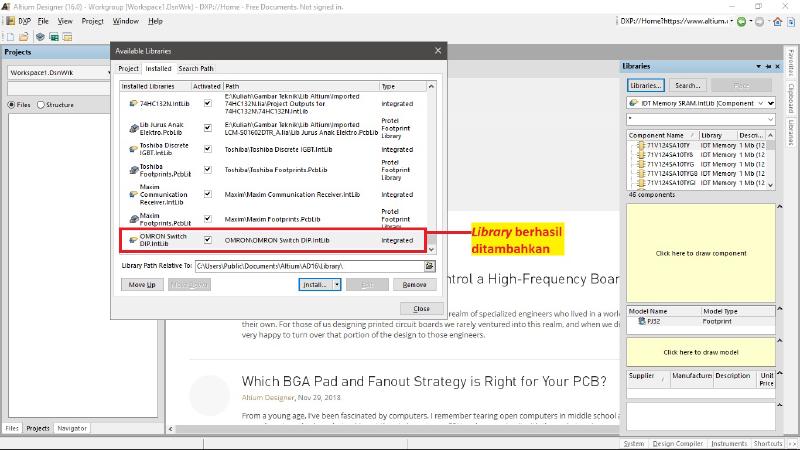 Altium Designer (16.0) - Workgroup [Workspace1.DsnWrk] - DXP://Home - Free Documents. Not signed in.
DXP File View Project Window Help
DXP://Home?https://www.altium.
Projects
Workspace1.DsnWrk
Files Structure
Files Projects Navigator
Available Libraries
Project Installed Search Path
Installed Libraries Activated Path Type
74HC132N.IntLib
E:\Kuliah\Gambar Teknik\Lib Altium\Imported
74HC132N.lia\Project Outputs for
74HC132N\74HC132N.IntLib
Integrated
Lib Jurus Anak
Elektro.PcbLib
E:\Kuliah\Gambar Teknik\Lib Altium\Imported
LCM-S01602DTR_A.lia\Lib Jurus Anak Elektro.PcbLib
Protel
Footprint
Library
Toshiba Discrete
IGBT.IntLib
Toshiba\Toshiba Discrete IGBT.IntLib
Integrated
Toshiba
Footprints.PcbLib
Toshiba\Toshiba Footprints.PcbLib
Protel
Footprint
Library
Maxim
Communication
Receiver.IntLib
Maxim\Maxim Communication Receiver.IntLib
Integrated
Maxim
Footprints.PcbLib
Maxim\Maxim Footprints.PcbLib
Protel
Footprint
Library
OMRON Switch
DIP.IntLib
OMRON\OMRON Switch DIP.IntLib
Integrated
Library Path Relative To: C:\Users\Public\Documents\Altium\AD16\Library\
Move Up Move Down Install... Edit Remove
Close
Library berhasil
ditambahkan
ntrol a High-Frequency Boar
realm of specialized engineers who lived in a world
their own. For those of us designing printed circuit boards we rarely ventured into this realm, and when we d
very happy to turn over that portion of the design to those engineers.
Which BGA Pad and Fanout Strategy is Right for Your PCB?
Altium Designer, Nov 29, 2018
From a young age, I've been fascinated by computers. I remember tearing open computers in middle school a
Libraries
Libraries... Search... Place
IDT Memory SRAM.IntLib [Component
*
Component Name Library Descri...
71V124SA10TY IDT Memory 1 Mb (12
71V124SA10TY8 IDT Memory 1 Mb (12
71V124SA10TYG IDT Memory 1 Mb (12
71V124SA10TYG8 IDT Memory 1 Mb (12
71V124SA10TYGI IDT Memory 1 Mb (12
46 components
Click here to draw component
Model Name Model Type
PJ32 Footprint
Click here to draw model
Supplier Manufacturer Description Unit Price
Favorites
Clipboard
Libraries
System Design Compiler Instruments Shortcuts >>